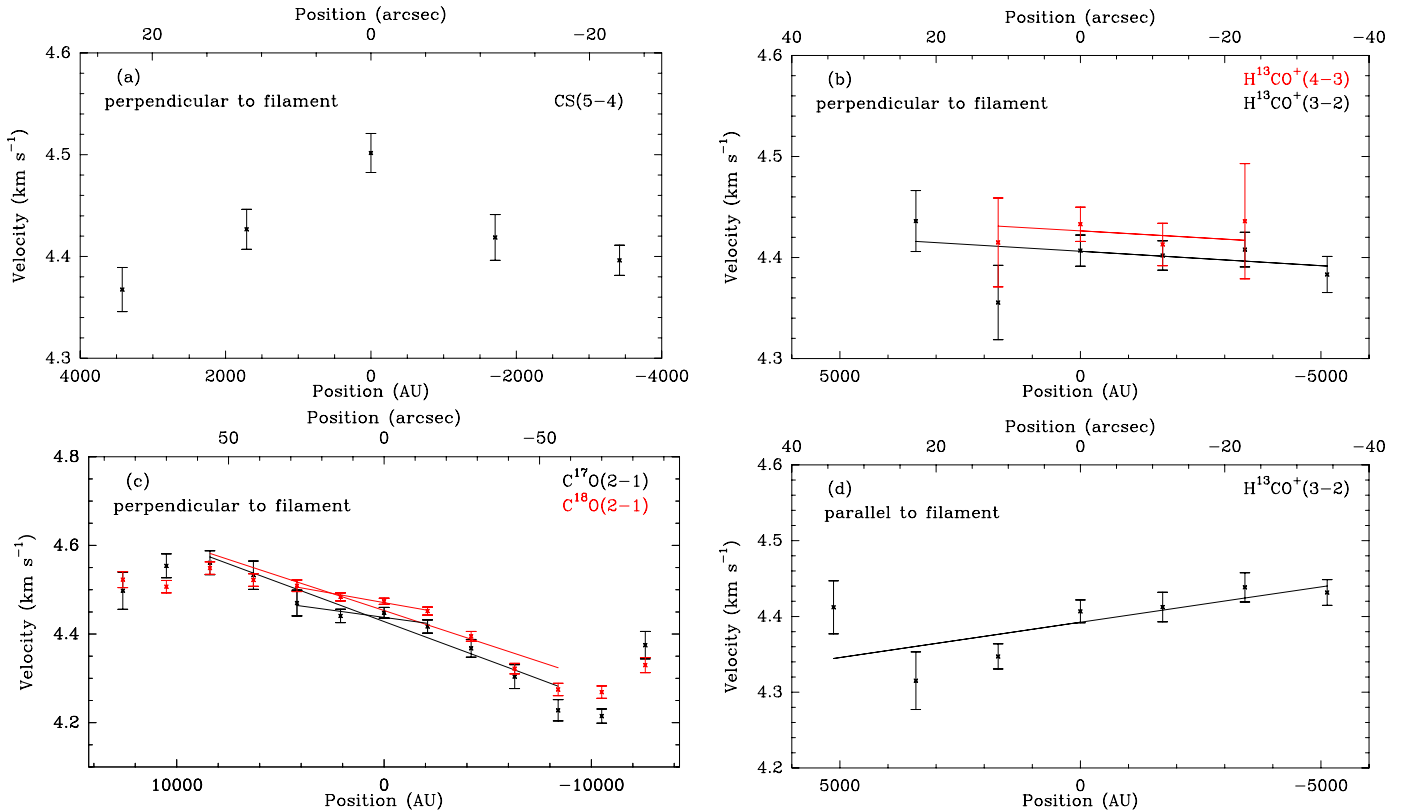 Position (arcsec)
20 0 −20
4.6
(a)
perpendicular to filament CS(5−4)
4.5
4.4
4.3
Velocity (km s⁻¹)
4000 2000 0 −2000 −4000
Position (AU)
Position (arcsec)
40 20 0 −20 −40
4.6
(b) H¹³CO⁺(4−3)
perpendicular to filament H¹³CO⁺(3−2)
4.5
4.4
4.3
Velocity (km s⁻¹)
5000 0 −5000
Position (AU)
Position (arcsec)
50 0 −50
4.8
(c) C¹⁷O(2−1)
perpendicular to filament C¹⁸O(2−1)
4.6
4.4
4.2
Velocity (km s⁻¹)
10000 0 −10000
Position (AU)
Position (arcsec)
40 20 0 −20 −40
4.6
(d) H¹³CO⁺(3−2)
parallel to filament
4.5
4.4
4.3
4.2
Velocity (km s⁻¹)
5000 0 −5000
Position (AU)